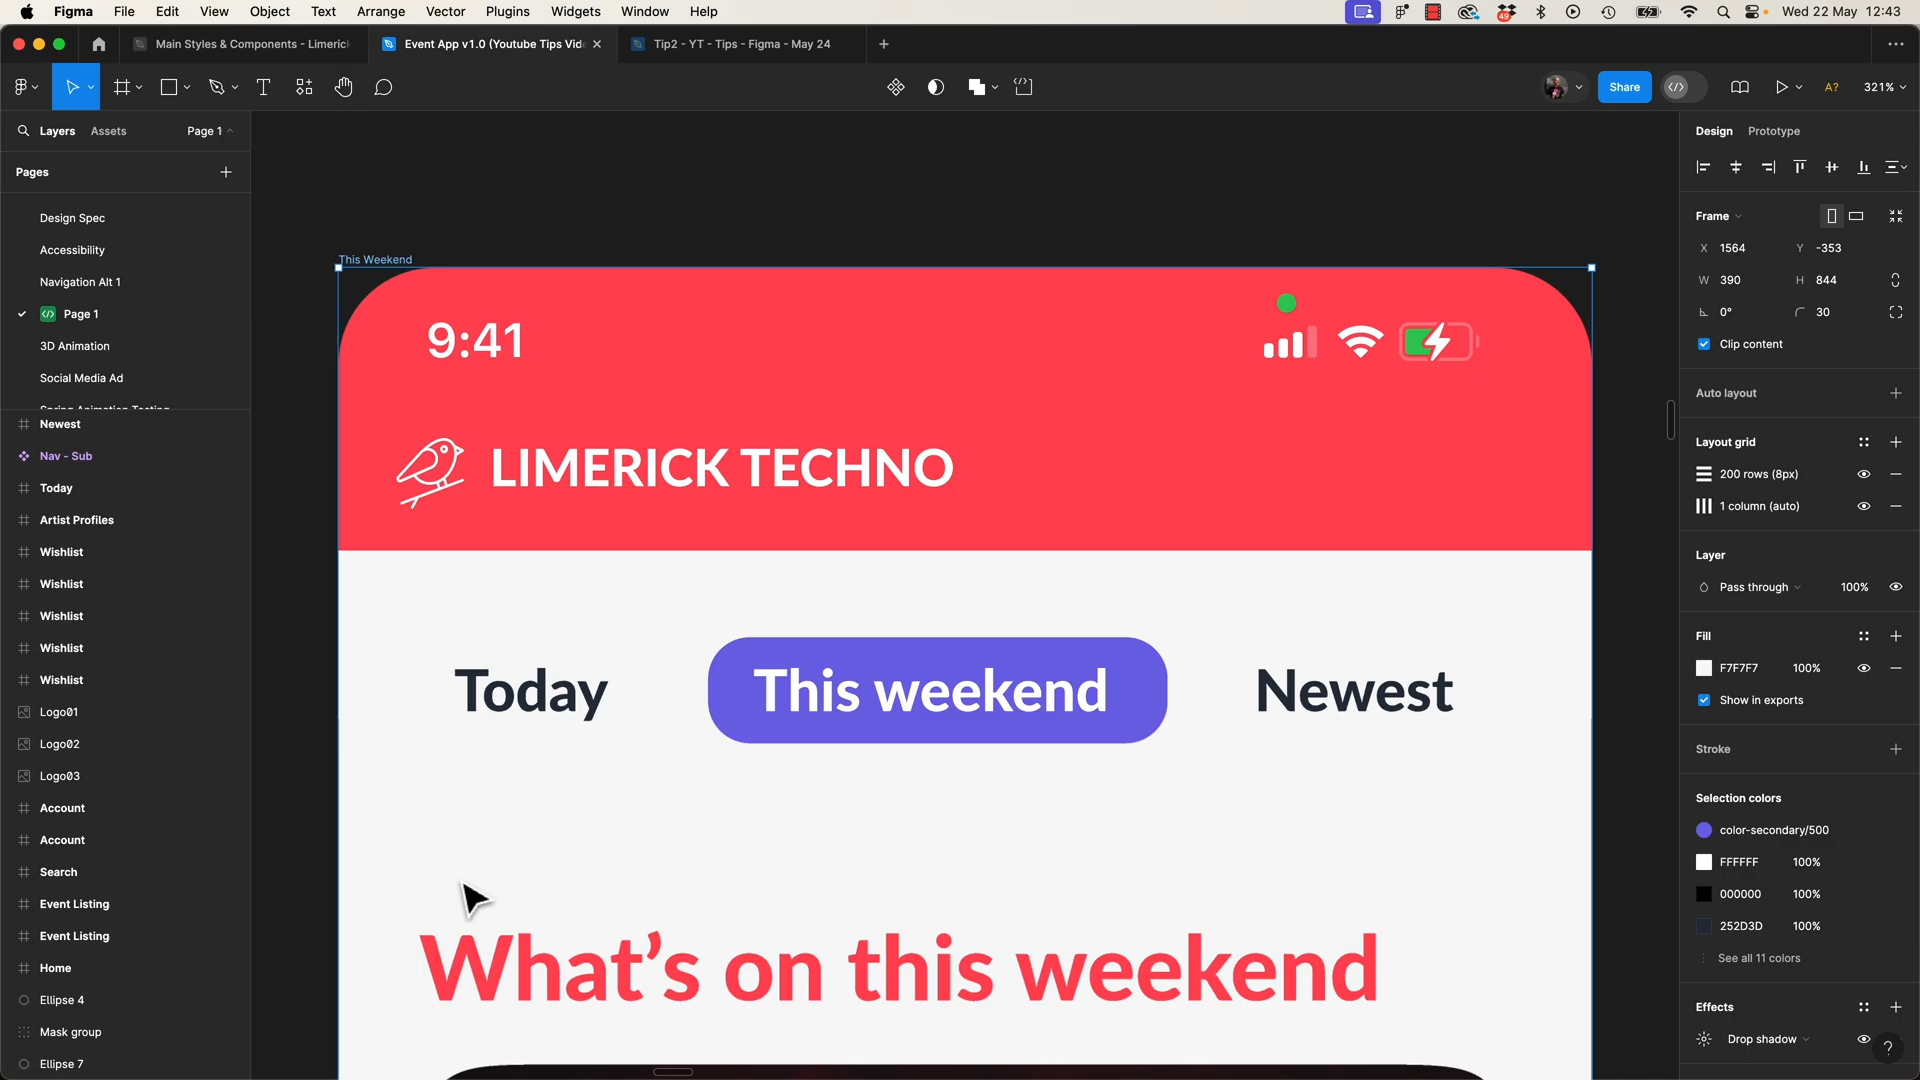 Figma File Edit View Object Text Arrange Vector Plugins Widgets Window Help
49
Wed 22 May 12:43
Main Styles & Components - Limerick
Event App v1.0 (Youtube Tips Vid
Tip2 - YT - Tips - Figma - May 24
Share
A?
321%
Layers Assets Page 1
Pages
Design Spec
Accessibility
Navigation Alt 1
Page 1
3D Animation
Social Media Ad
Spring Animation Testing
Newest
Nav - Sub
Today
Artist Profiles
Wishlist
Wishlist
Wishlist
Wishlist
Wishlist
Logo01
Logo02
Logo03
Account
Account
Search
Event Listing
Event Listing
Home
Ellipse 4
Mask group
Ellipse 7
This Weekend
9:41
LIMERICK TECHNO
Today
This weekend
Newest
What's on this weekend
Design Prototype
Frame
X 1564 Y -353
W 390 H 844
0° 30
Clip content
Auto layout
Layout grid
200 rows (8px)
1 column (auto)
Layer
Pass through 100%
Fill
F7F7F7 100%
Show in exports
Stroke
Selection colors
color-secondary/500
FFFFFF 100%
000000 100%
252D3D 100%
See all 11 colors
Effects
Drop shadow
?